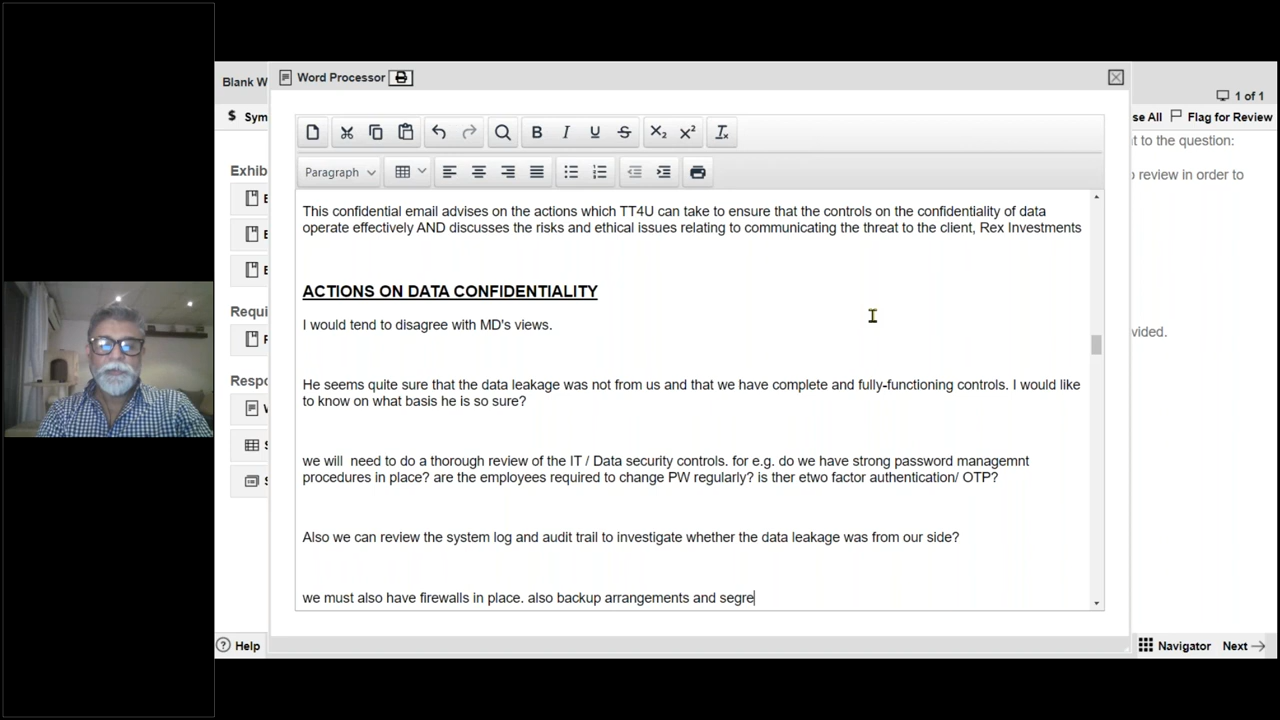 Blank W
Word Processor
1 of 1
$ Sym
se All Flag for Review
Paragraph
t to the question:
o review in order to
Exhib
E
E
E
Requi
vided.
Respo
W
S
S
This confidential email advises on the actions which TT4U can take to ensure that the controls on the confidentiality of data
operate effectively AND discusses the risks and ethical issues relating to communicating the threat to the client, Rex Investments
ACTIONS ON DATA CONFIDENTIALITY
I would tend to disagree with MD's views.
He seems quite sure that the data leakage was not from us and that we have complete and fully-functioning controls. I would like
to know on what basis he is so sure?
we will  need to do a thorough review of the IT / Data security controls. for e.g. do we have strong password managemnt
procedures in place? are the employees required to change PW regularly? is ther etwo factor authentication/ OTP?
Also we can review the system log and audit trail to investigate whether the data leakage was from our side?
we must also have firewalls in place. also backup arrangements and segre
Help
Navigator
Next